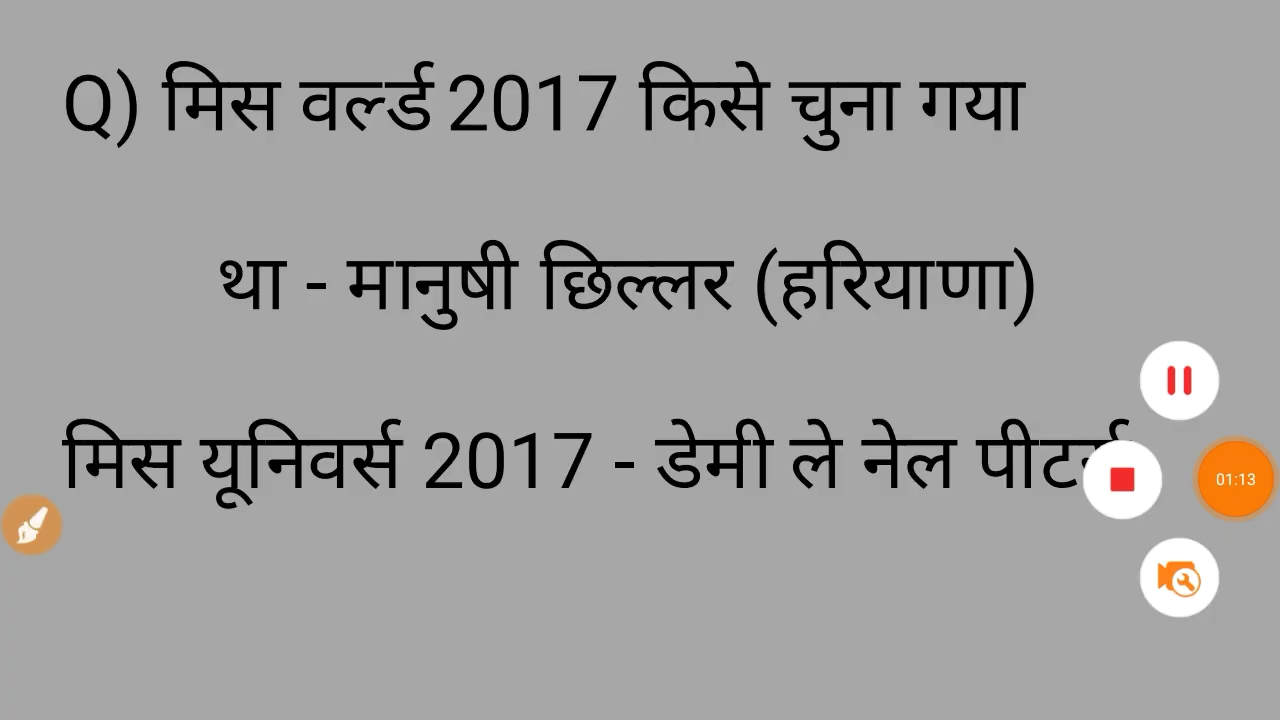 Q) मिस वर्ल्ड 2017 किसे चुना गया
था - मानुषी छिल्लर (हरियाणा)
मिस यूनिवर्स 2017 - डेमी ले नेल
01:13